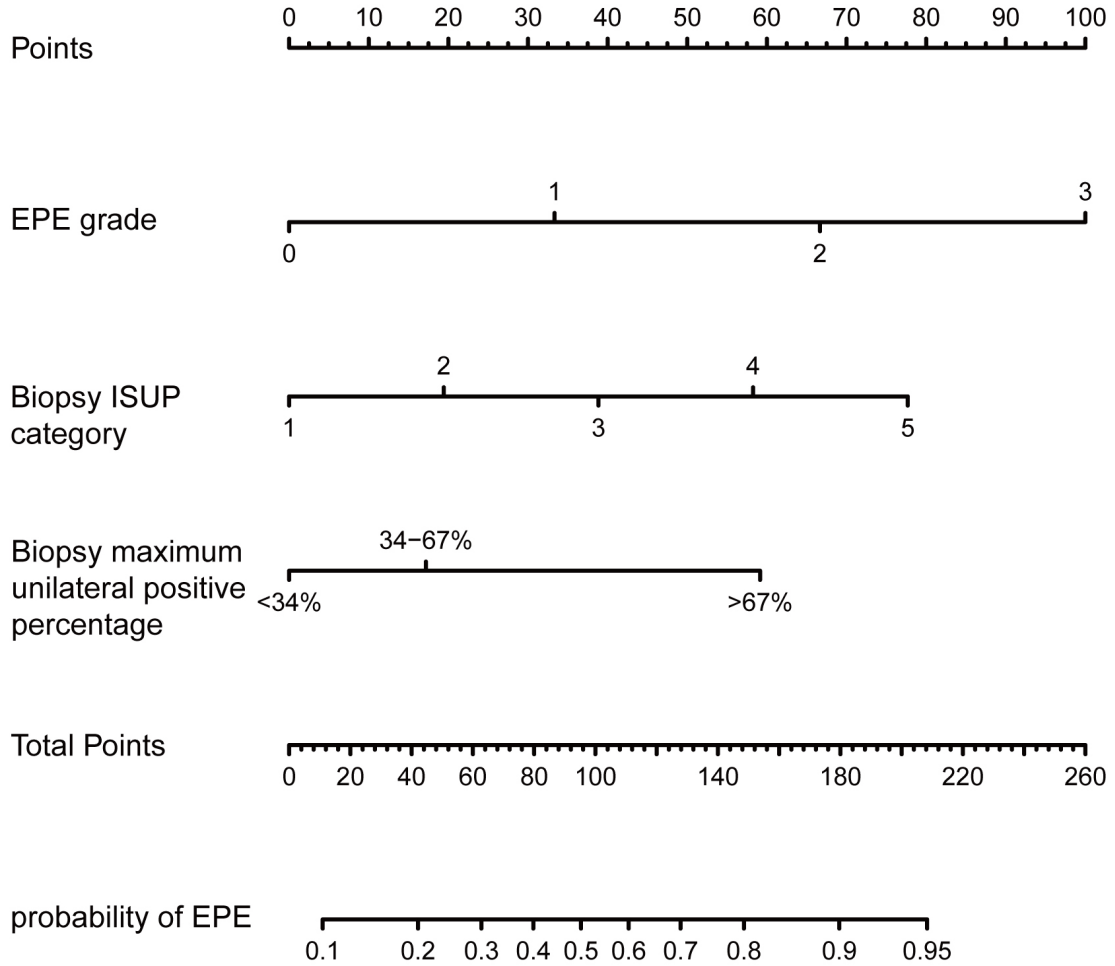 0 10 20 30 40 50 60 70 80 90 100
Points
1 3
EPE grade
0 2
2 4
Biopsy ISUP
category
1 3 5
Biopsy maximum
unilateral positive
percentage
34−67%
<34% >67%
Total Points
0 20 40 60 80 100 140 180 220 260
probability of EPE
0.1 0.2 0.3 0.4 0.5 0.6 0.7 0.8 0.9 0.95